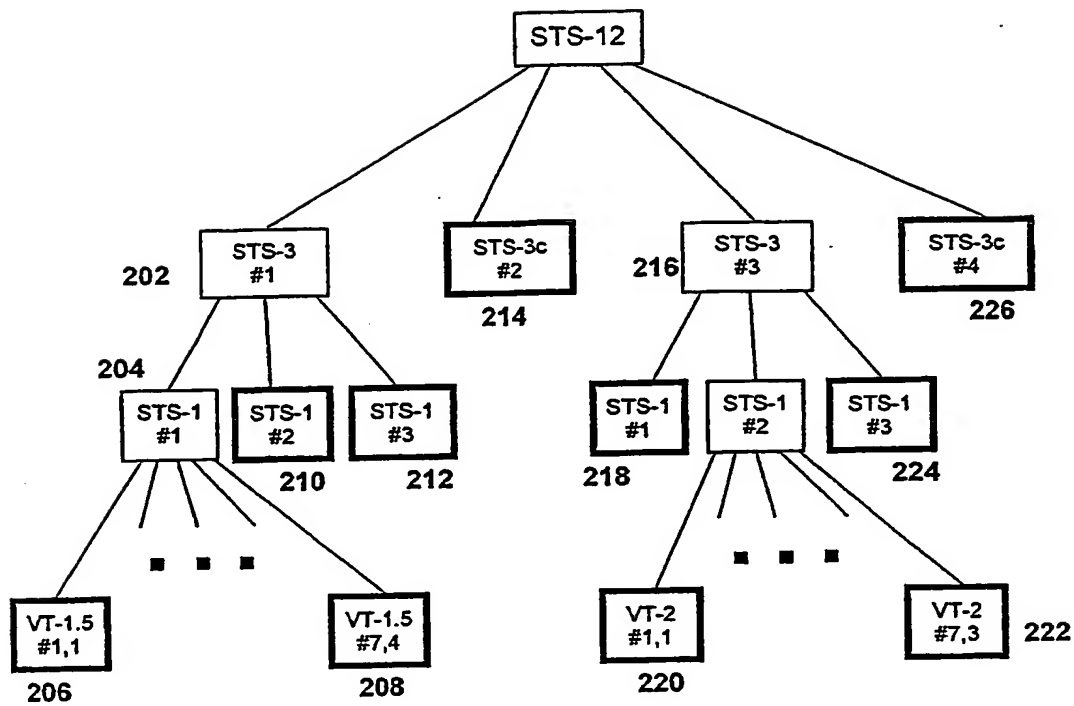 STS-12
STS-3
#1
202
STS-3c
#2
214
STS-3
#3
216
STS-3c
#4
226
204
STS-1
#1
STS-1
#2
210
STS-1
#3
212
STS-1
#1
218
STS-1
#2
STS-1
#3
224
VT-1.5
#1,1
206
VT-1.5
#7,4
208
VT-2
#1,1
220
VT-2
#7,3
222